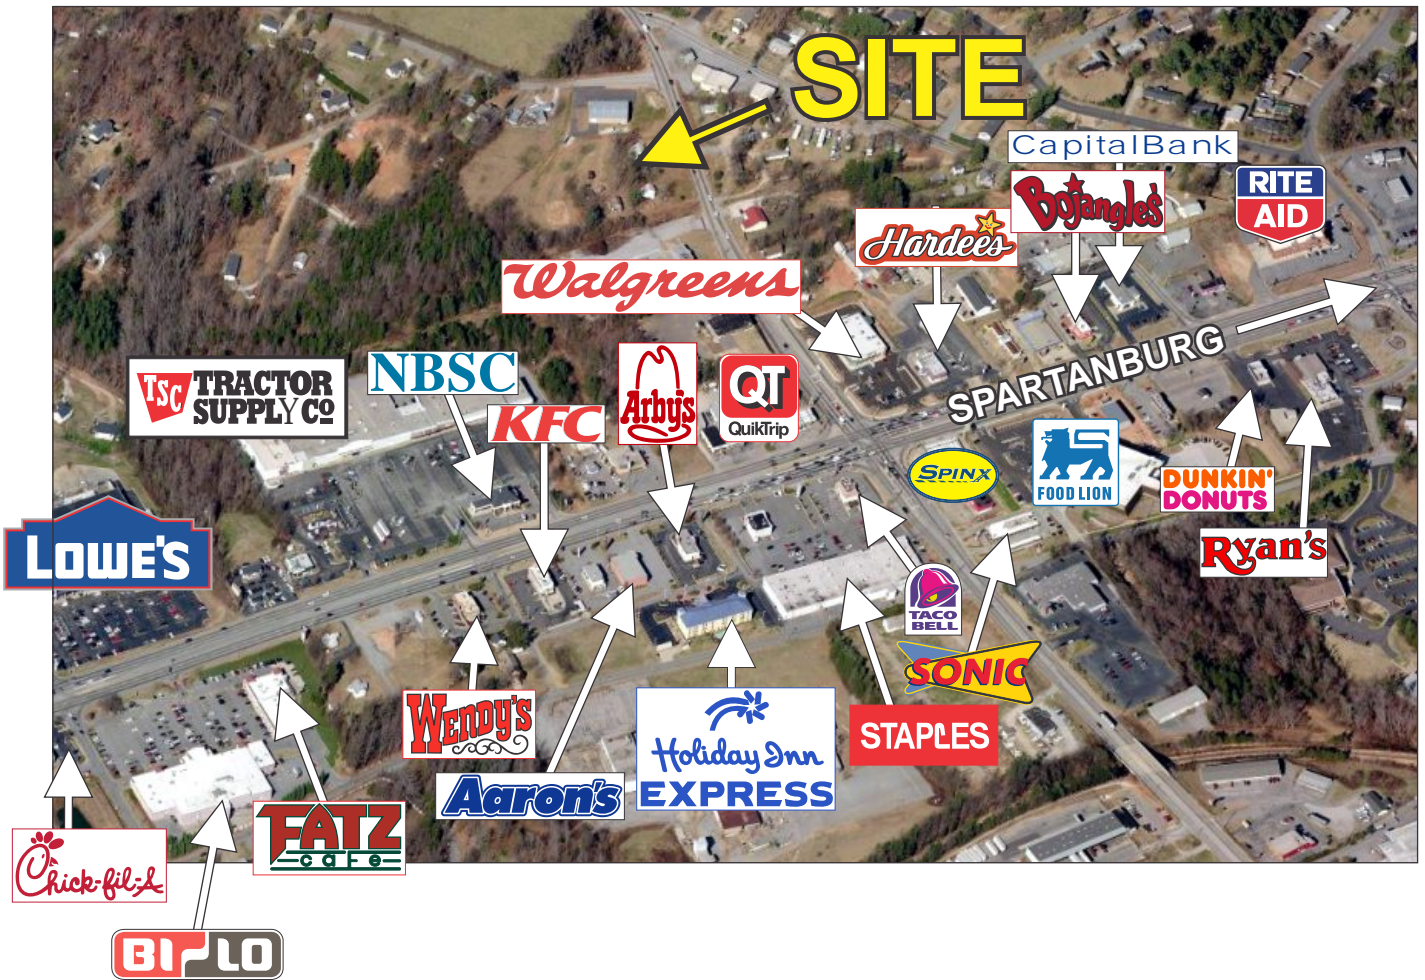 SITE
CapitalBank
Bojangles'
RITE
AID
Hardee's
Walgreens
SPARTANBURG
TSC TRACTOR
SUPPLY CO
NBSC
KFC
Arby's
QT
QuikTrip
SPINX
FOOD LION
DUNKIN'
DONUTS
Ryan's
LOWE'S
TACO
BELL
SONIC
WENDY'S
Holiday Inn
EXPRESS
STAPLES
Aaron's
FATZ
cafe
Chick-fil-A
BI-LO